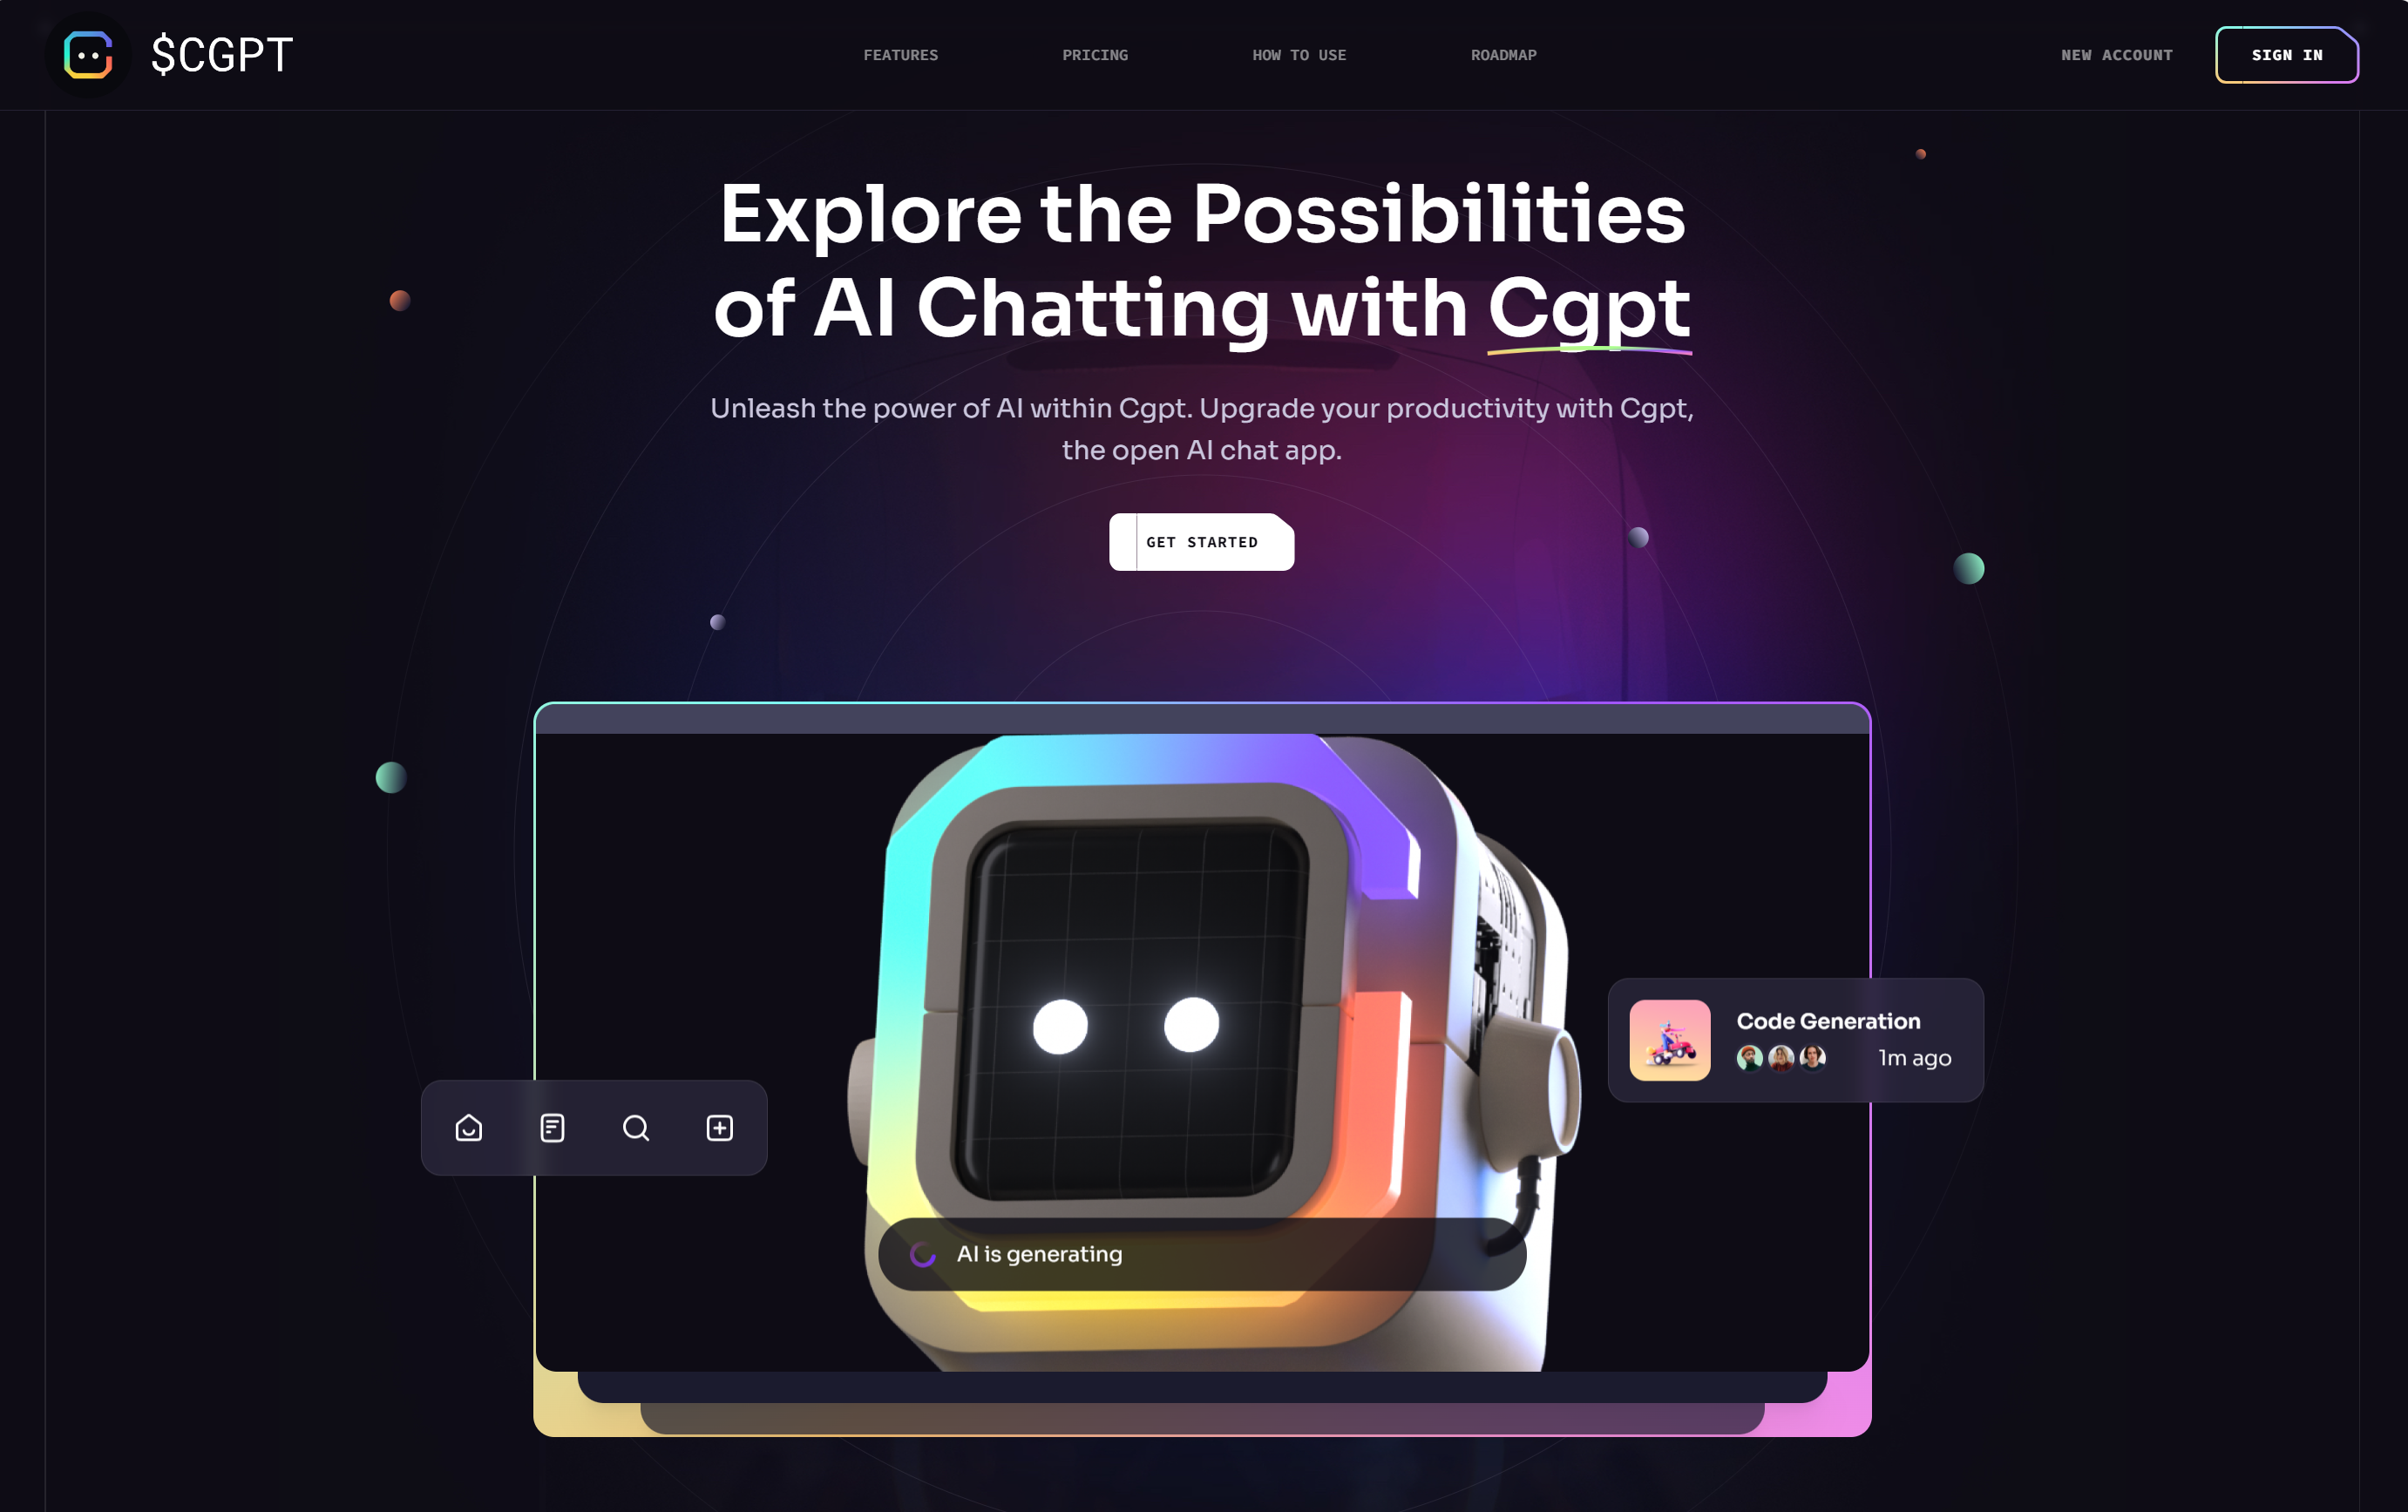 $CGPT
FEATURES
PRICING
HOW TO USE
ROADMAP
NEW ACCOUNT
SIGN IN
Explore the Possibilities
of AI Chatting with Cgpt
Unleash the power of AI within Cgpt. Upgrade your productivity with Cgpt,
the open AI chat app.
GET STARTED
Code Generation
1m ago
AI is generating